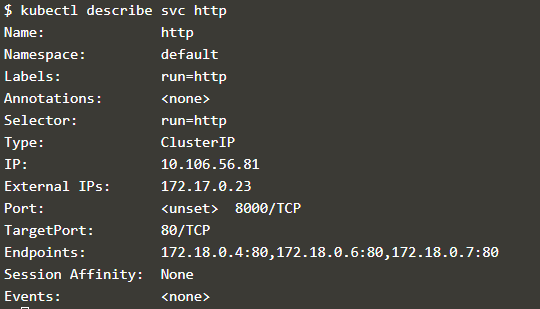 $ kubectl describe svc http
Name:              http
Namespace:         default
Labels:            run=http
Annotations:       <none>
Selector:          run=http
Type:              ClusterIP
IP:                10.106.56.81
External IPs:      172.17.0.23
Port:              <unset>  8000/TCP
TargetPort:        80/TCP
Endpoints:         172.18.0.4:80,172.18.0.6:80,172.18.0.7:80
Session Affinity:  None
Events:            <none>